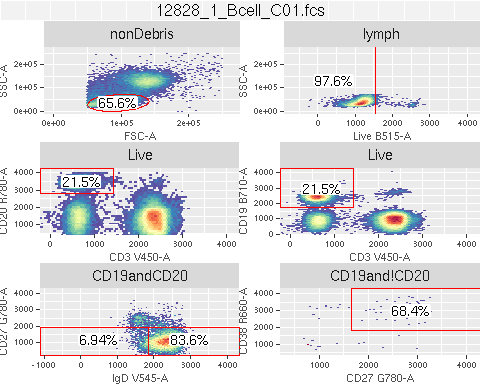 12828_1_Bcell_C01.fcs
nonDebris
lymph
SSC-A
2e+05
1e+05
0e+00
65.6%
0e+00
1e+05
2e+05
FSC-A
SSC-A
2e+05
1e+05
0e+00
97.6%
0
1000
2000
3000
Live B515-A
Live
Live
CD20 R780-A
4000
3000
2000
1000
0
21.5%
0
1000
2000
3000
4000
CD3 V450-A
CD19 B710-A
4000
3000
2000
1000
0
21.5%
0
1000
2000
3000
4000
CD3 V450-A
CD19andCD20
CD19and!CD20
CD27 G780-A
4000
3000
2000
1000
6.94%
83.6%
-1000
0
1000
2000
3000
4000
IgD V545-A
CD38 R660-A
4000
3000
2000
1000
68.4%
1000
2000
3000
4000
CD27 G780-A